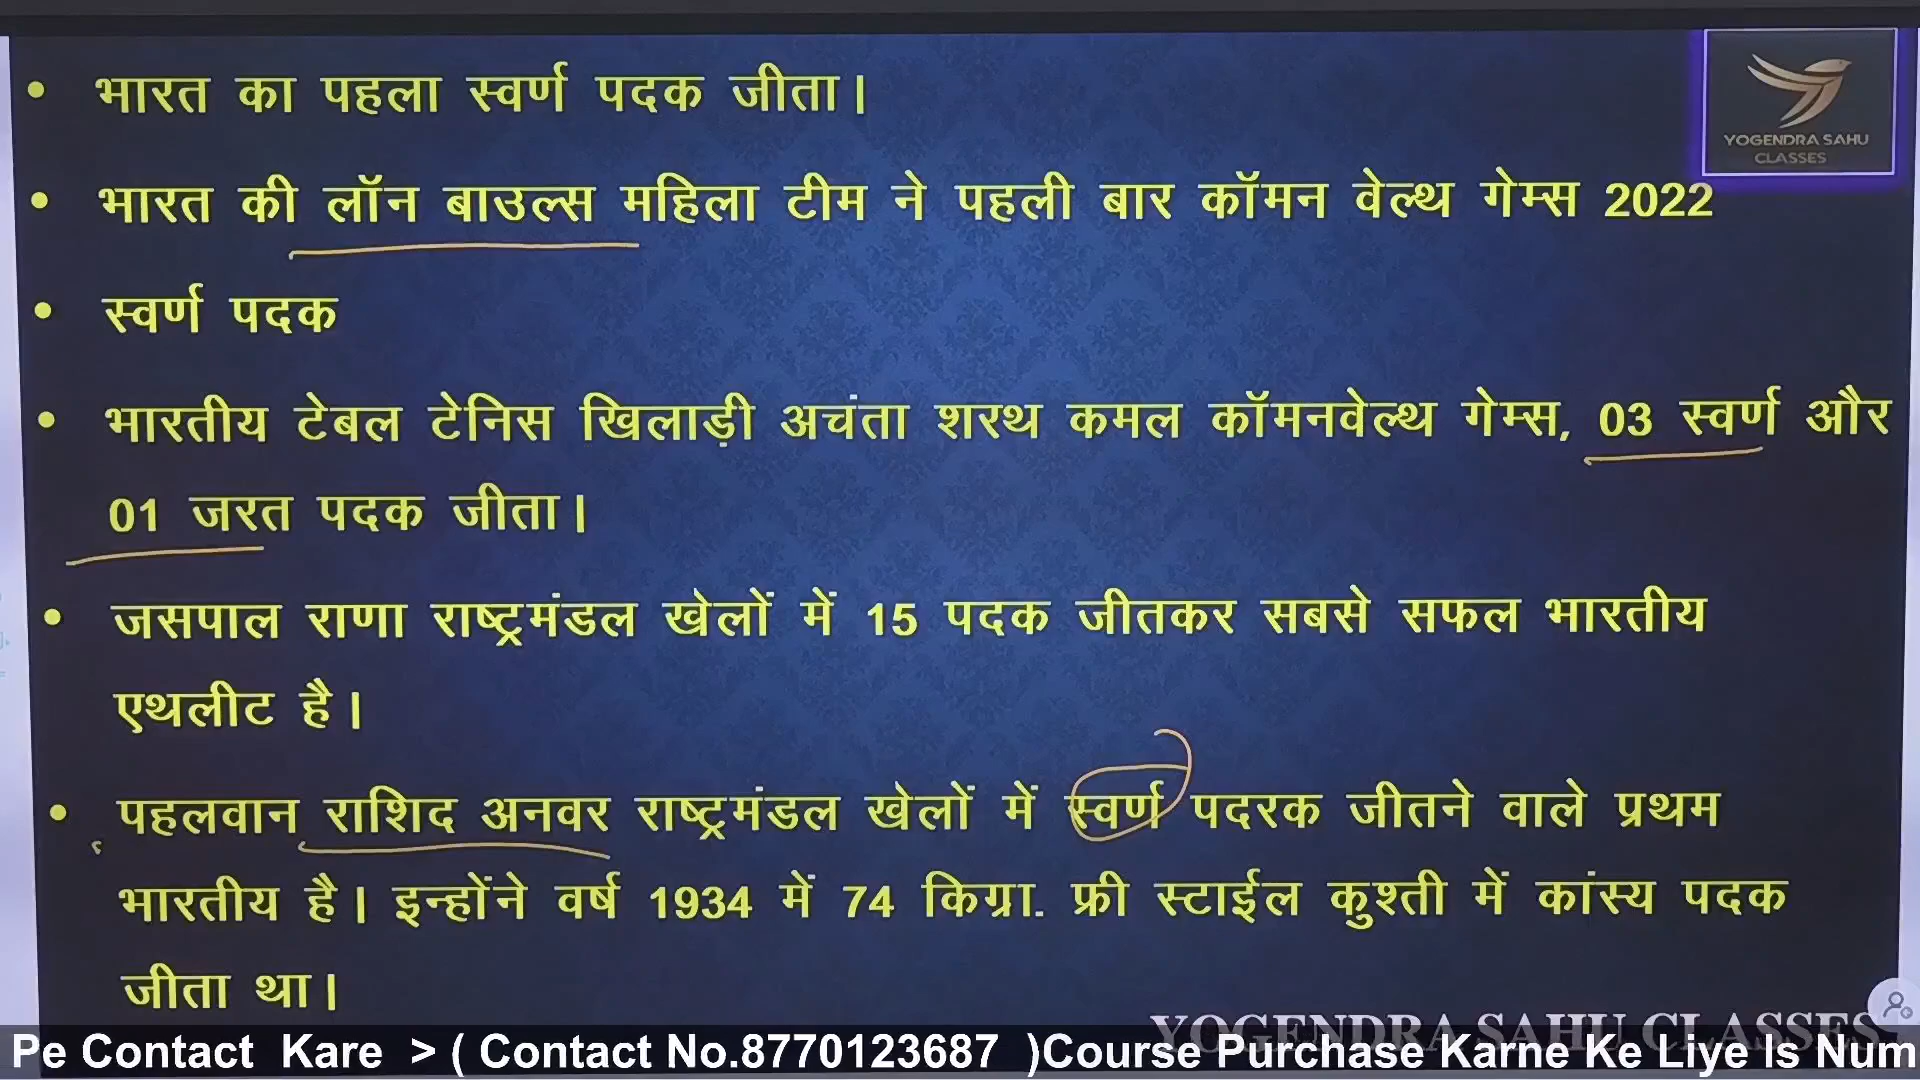 • भारत का पहला स्वर्ण पदक जीता।
YOGENDRA SAHU
CLASSES
• भारत की लॉन बाउल्स महिला टीम ने पहली बार कॉमन वेल्थ गेम्स 2022
• स्वर्ण पदक
• भारतीय टेबल टेनिस खिलाड़ी अचंता शरथ कमल कॉमनवेल्थ गेम्स, 03 स्वर्ण और
01 जरत पदक जीता।
• जसपाल राणा राष्ट्रमंडल खेलों में 15 पदक जीतकर सबसे सफल भारतीय
एथलीट है।
• पहलवान राशिद अनवर राष्ट्रमंडल खेलों में स्वर्ण पदरक जीतने वाले प्रथम
भारतीय है। इन्होंने वर्ष 1934 में 74 किग्रा. फ्री स्टाईल कुश्ती में कांस्य पदक
जीता था।
YOGENDRA SAHU CLASSES
Pe Contact Kare > ( Contact No.8770123687 )Course Purchase Karne Ke Liye Is Num